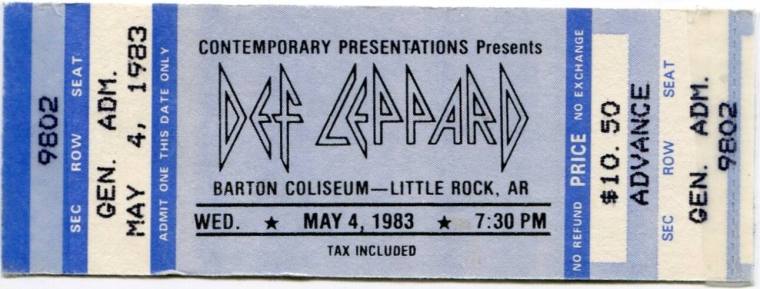 9802
SEC ROW SEAT
GEN. ADM.
MAY 4, 1983
ADMIT ONE THIS DATE ONLY
CONTEMPORARY PRESENTATIONS Presents
DEF LEPPARD
BARTON COLISEUM—LITTLE ROCK, AR
WED. ★ MAY 4, 1983 ★ 7:30 PM
TAX INCLUDED
NO REFUND PRICE NO EXCHANGE
$10.50
ADVANCE
SEC ROW SEAT
GEN. ADM.
9802